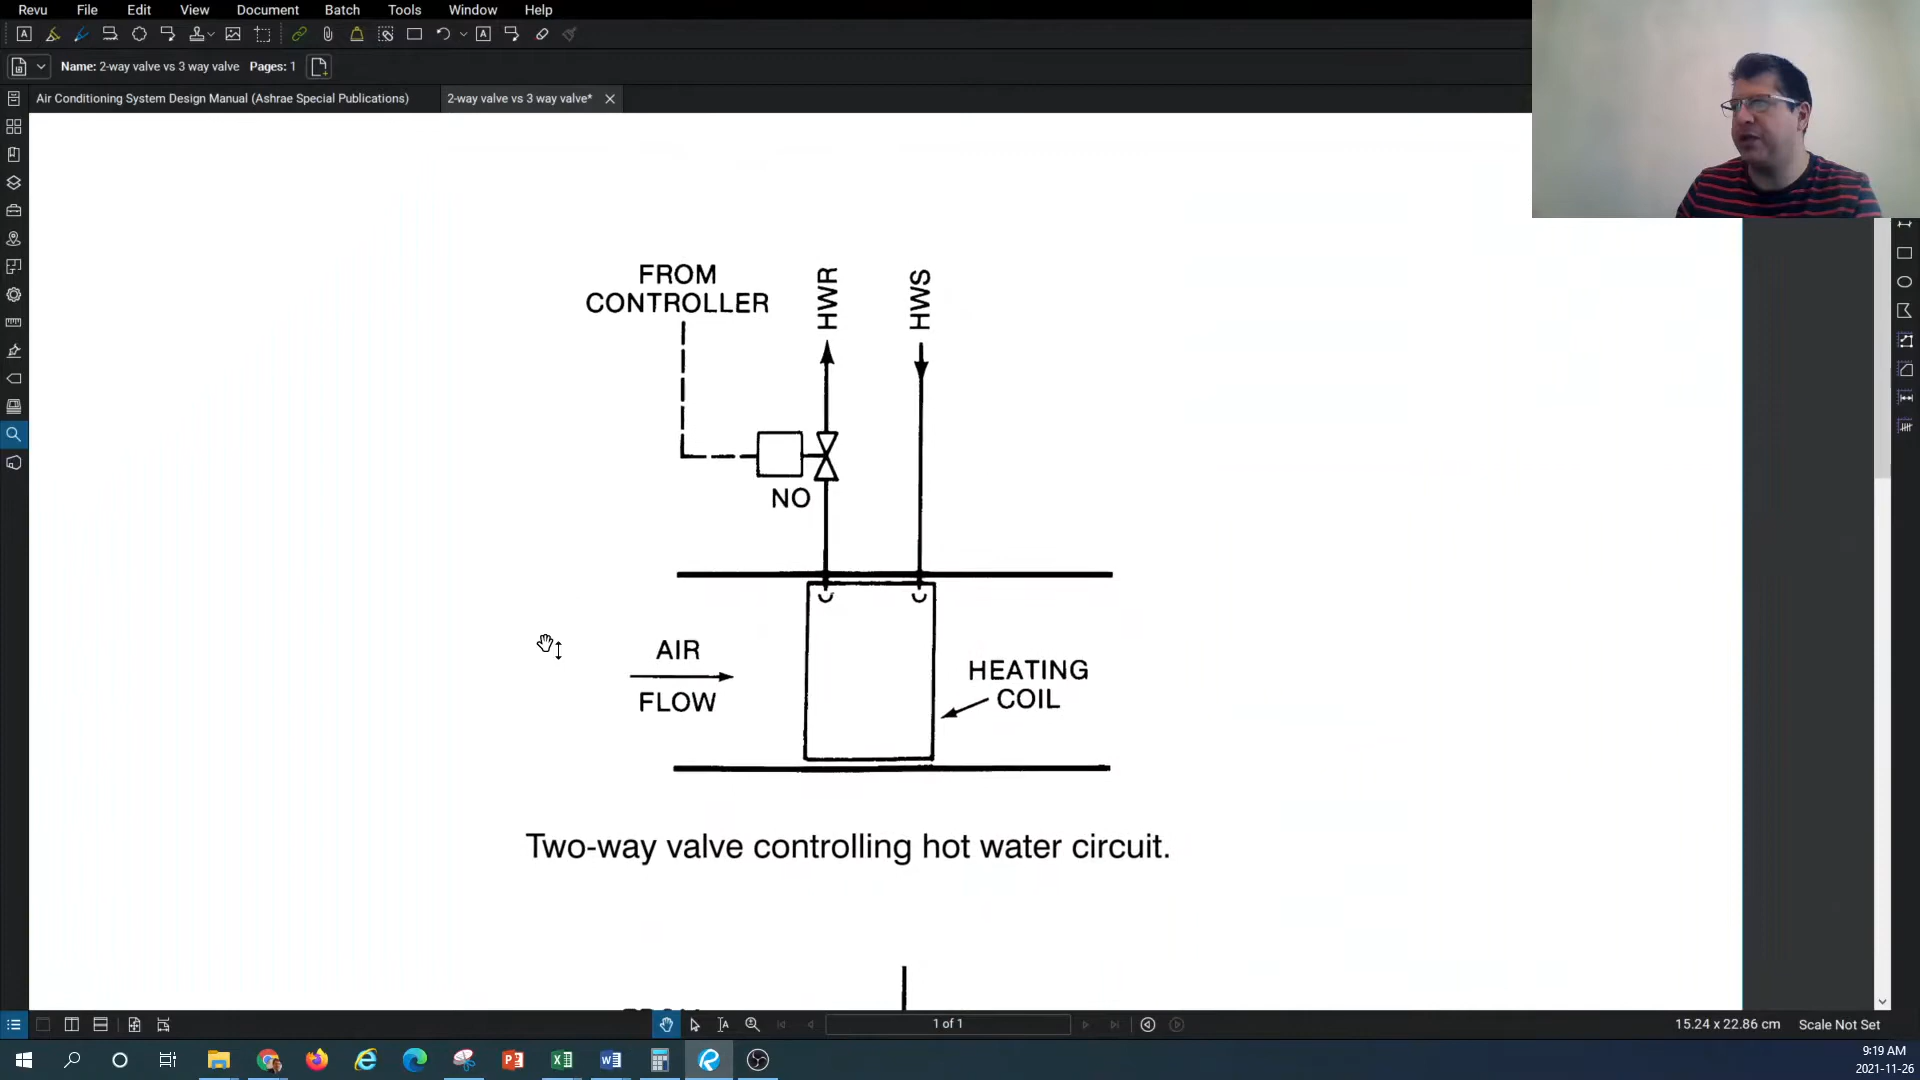 Revu File Edit View Document Batch Tools Window Help
Name: 2-way valve vs 3 way valve Pages: 1
Air Conditioning System Design Manual (Ashrae Special Publications) 2-way valve vs 3 way valve*
FROM
CONTROLLER
HWR
HWS
NO
AIR
FLOW
HEATING
COIL
Two-way valve controlling hot water circuit.
1 of 1
15.24 x 22.86 cm Scale Not Set
9:19 AM
2021-11-26